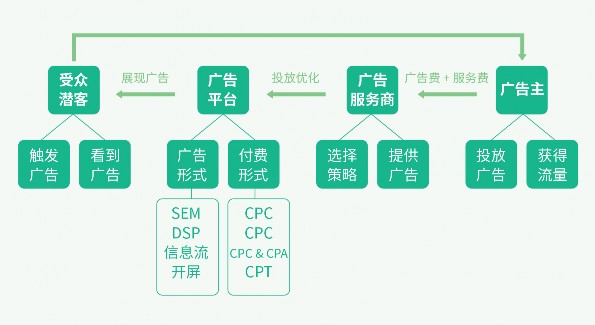 受众
潜客
展现广告
广告
平台
投放优化
广告
服务商
广告费 + 服务费
广告主
触发
广告
看到
广告
广告
形式
付费
形式
选择
策略
提供
广告
投放
广告
获得
流量
SEM
DSP
信息流
开屏
CPC
CPC
CPC & CPA
CPT